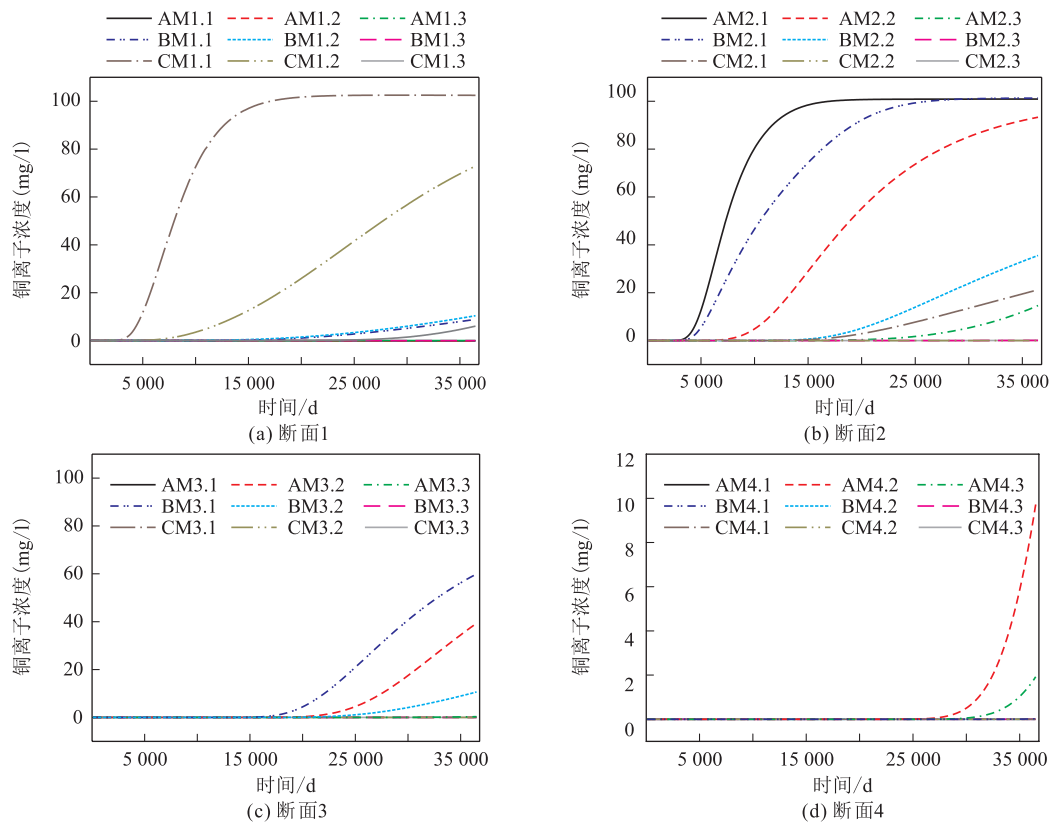 AM1.1 AM1.2 AM1.3
BM1.1 BM1.2 BM1.3
CM1.1 CM1.2 CM1.3
100
80
60
40
20
0
铜离子浓度(mg/l)
5 000 15 000 25 000 35 000
时间/d
(a) 断面1
AM2.1 AM2.2 AM2.3
BM2.1 BM2.2 BM2.3
CM2.1 CM2.2 CM2.3
100
80
60
40
20
0
铜离子浓度(mg/l)
5 000 15 000 25 000 35 000
时间/d
(b) 断面2
100
80
60
40
20
0
铜离子浓度(mg/l)
AM3.1 AM3.2 AM3.3
BM3.1 BM3.2 BM3.3
CM3.1 CM3.2 CM3.3
5 000 15 000 25 000 35 000
时间/d
(c) 断面3
12
10
8
6
4
2
0
铜离子浓度(mg/l)
AM4.1 AM4.2 AM4.3
BM4.1 BM4.2 BM4.3
CM4.1 CM4.2 CM4.3
5 000 15 000 25 000 35 000
时间/d
(d) 断面4